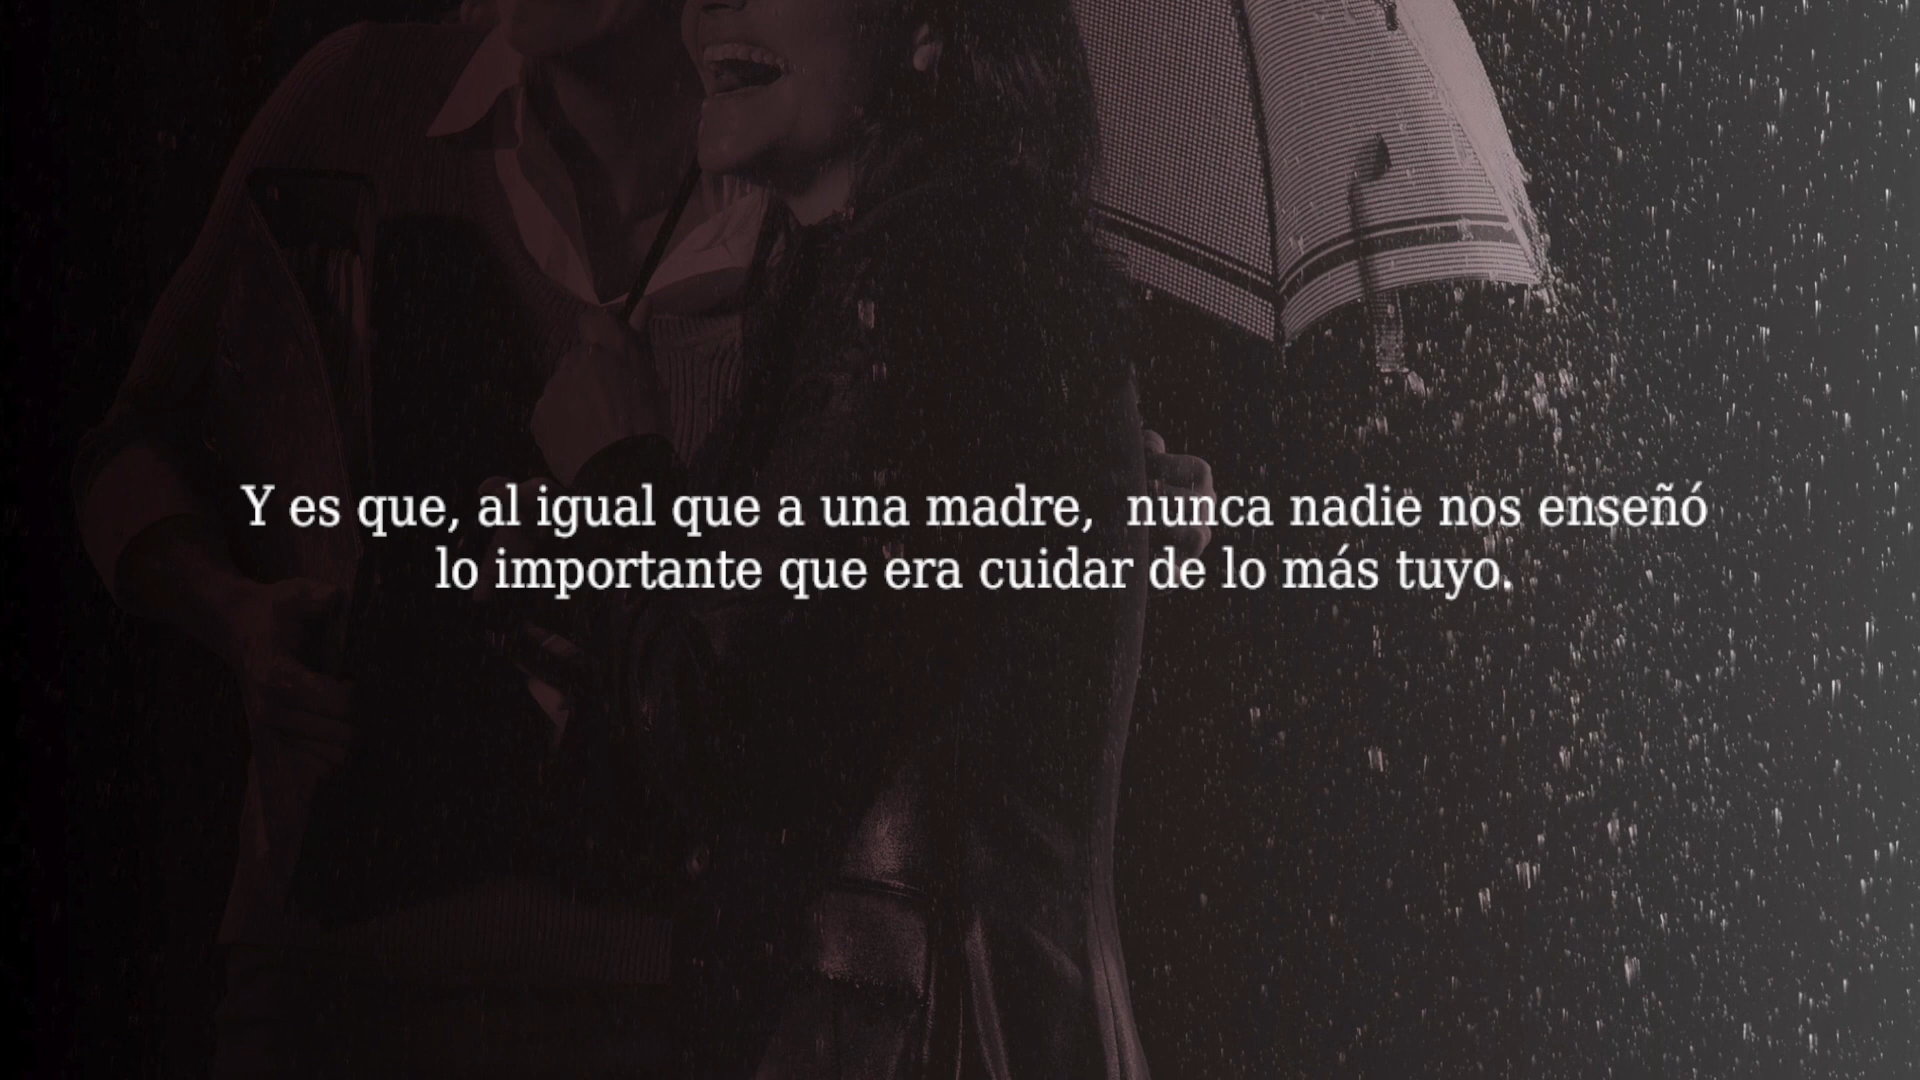 Y es que, al igual que a una madre,  nunca nadie nos enseñó
lo importante que era cuidar de lo más tuyo.